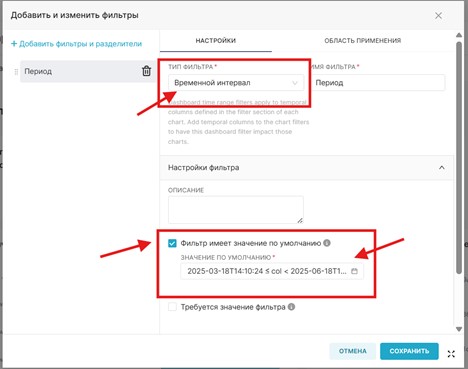 Добавить и изменить фильтры
+ Добавить фильтры и разделители
Период
НАСТРОЙКИ
ОБЛАСТЬ ПРИМЕНЕНИЯ
ТИП ФИЛЬТРА *
ИМЯ ФИЛЬТРА *
Временной интервал
Период
Dashboard time range filters apply to temporal
columns defined in the filter section of each
chart. Add temporal columns to the chart filters
to have this dashboard filter impact those
charts.
Настройки фильтра
ОПИСАНИЕ
Фильтр имеет значение по умолчанию
ЗНАЧЕНИЕ ПО УМОЛЧАНИЮ *
2025-03-18T14:10:24 ≤ col < 2025-06-18T1...
Требуется значение фильтра
ОТМЕНА
СОХРАНИТЬ